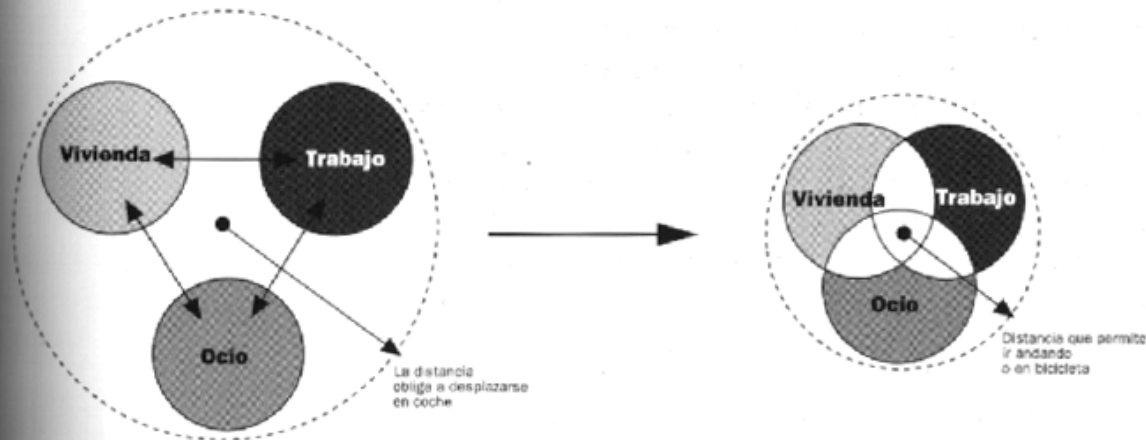 Vivienda
Trabajo
Ocio
La distancia
obliga a desplazarse
en coche
Vivienda
Trabajo
Ocio
Distancia que permite
ir andando
o en bicicleta